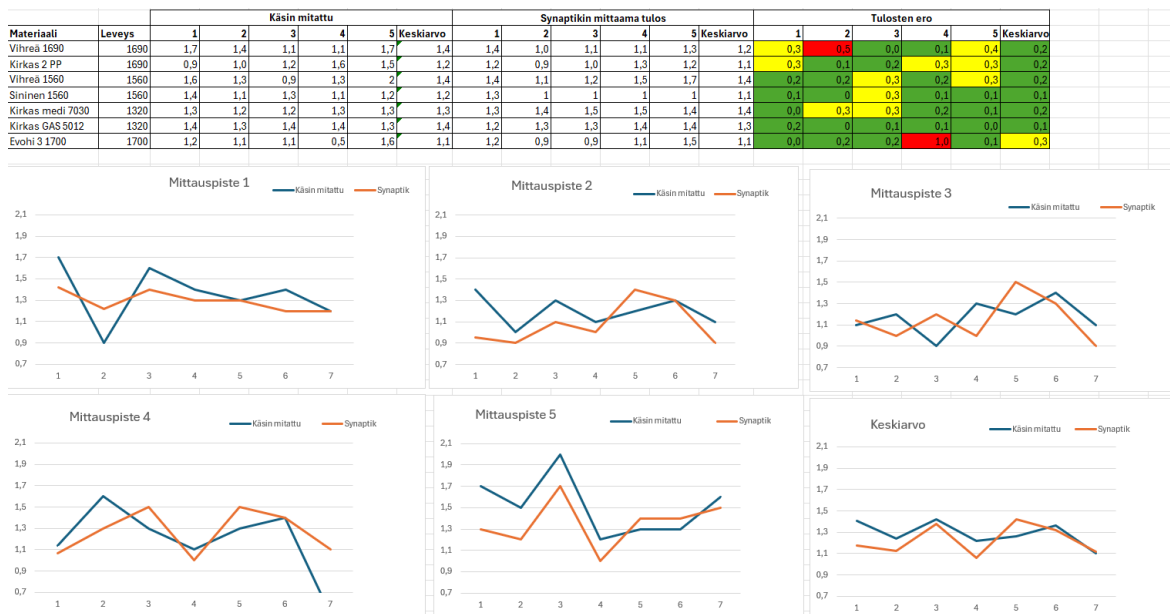 Käsin mitattu Synaptikin mittaama tulos Tulosten ero
Materiaali Leveys 1 2 3 4 5 Keskiarvo 1 2 3 4 5 Keskiarvo 1 2 3 4 5 Keskiarvo
Vihreä 1690 1690 1,7 1,4 1,1 1,1 1,7 1,4 1,4 1,0 1,1 1,1 1,3 1,2 0,3 0,5 0,0 0,1 0,4 0,2
Kirkas 2 PP 1690 0,9 1,0 1,2 1,6 1,5 1,2 1,2 0,9 1,0 1,3 1,2 1,1 0,3 0,1 0,2 0,3 0,3 0,2
Vihreä 1560 1560 1,6 1,3 0,9 1,3 2 1,4 1,4 1,1 1,2 1,5 1,7 1,4 0,2 0,2 0,3 0,2 0,3 0,2
Sininen 1560 1560 1,4 1,1 1,3 1,1 1,2 1,2 1,3 1 1 1 1 1,1 0,1 0 0,3 0,1 0,1 0,1
Kirkas medi 7030 1320 1,3 1,2 1,2 1,3 1,3 1,3 1,3 1,4 1,5 1,5 1,4 1,4 0,0 0,3 0,3 0,2 0,1 0,2
Kirkas GAS 5012 1320 1,4 1,3 1,4 1,4 1,3 1,4 1,2 1,3 1,3 1,4 1,4 1,3 0,2 0 0,1 0,1 0,0 0,1
Evohi 3 1700 1700 1,2 1,1 1,1 0,5 1,6 1,1 1,2 0,9 0,9 1,1 1,5 1,1 0,0 0,2 0,2 1,0 0,1 0,3
Mittauspiste 1
Käsin mitattu Synaptik
2,1
1,9
1,7
1,5
1,3
1,1
0,9
0,7
1 2 3 4 5 6 7
Mittauspiste 2
Käsin mitattu Synaptik
2,1
1,9
1,7
1,5
1,3
1,1
0,9
0,7
1 2 3 4 5 6 7
Mittauspiste 3
Käsin mitattu Synaptik
2,1
1,9
1,7
1,5
1,3
1,1
0,9
0,7
1 2 3 4 5 6 7
Mittauspiste 4
Käsin mitattu Synaptik
2,1
1,9
1,7
1,5
1,3
1,1
0,9
0,7
1 2 3 4 5 6 7
Mittauspiste 5
Käsin mitattu Synaptik
2,1
1,9
1,7
1,5
1,3
1,1
0,9
0,7
1 2 3 4 5 6 7
Keskiarvo
Käsin mitattu Synaptik
2,1
1,9
1,7
1,5
1,3
1,1
0,9
0,7
1 2 3 4 5 6 7